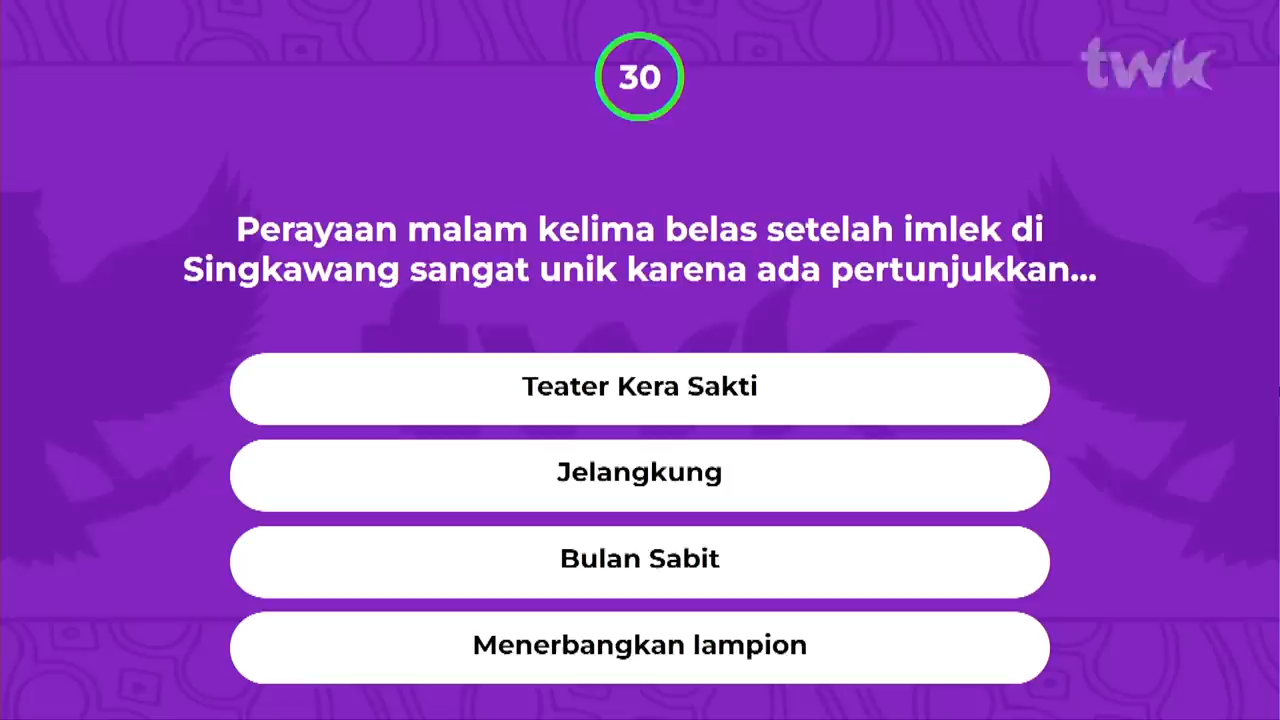 30
twk
Perayaan malam kelima belas setelah imlek di
Singkawang sangat unik karena ada pertunjukkan...
Teater Kera Sakti
Jelangkung
Bulan Sabit
Menerbangkan lampion